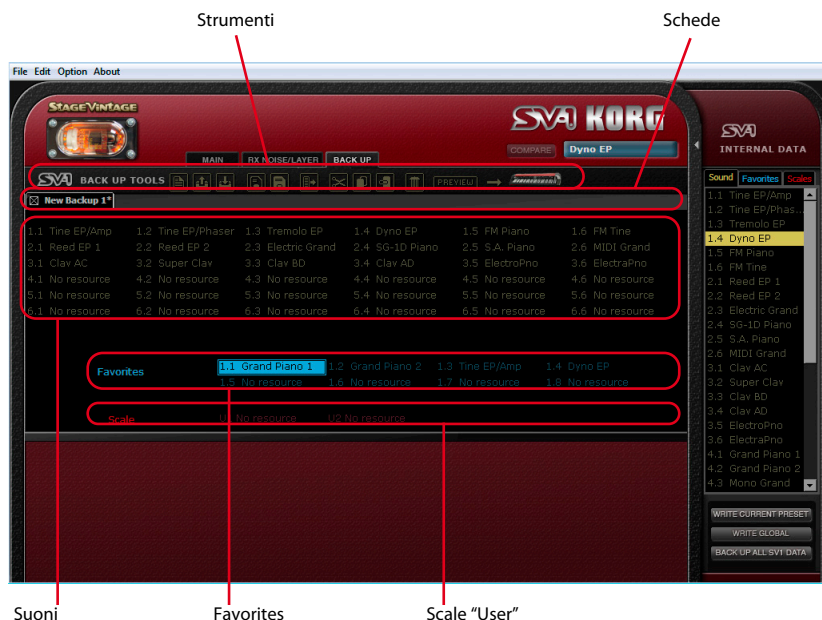 Strumenti
Schede
File Edit Option About
STAGEVINTAGE
SV1 KORG
COMPARE Dyno EP
MAIN RX NOISE/LAYER BACK UP
SV1 BACK UP TOOLS PREVIEW
New Backup 1*
1.1 Tine EP/Amp 1.2 Tine EP/Phaser 1.3 Tremolo EP 1.4 Dyno EP 1.5 FM Piano 1.6 FM Tine
2.1 Reed EP 1 2.2 Reed EP 2 2.3 Electric Grand 2.4 SG-1D Piano 2.5 S.A. Piano 2.6 MIDI Grand
3.1 Clav AC 3.2 Super Clav 3.3 Clav BD 3.4 Clav AD 3.5 ElectroPno 3.6 ElectraPno
4.1 No resource 4.2 No resource 4.3 No resource 4.4 No resource 4.5 No resource 4.6 No resource
5.1 No resource 5.2 No resource 5.3 No resource 5.4 No resource 5.5 No resource 5.6 No resource
6.1 No resource 6.2 No resource 6.3 No resource 6.4 No resource 6.5 No resource 6.6 No resource
Favorites 1.1 Grand Piano 1 1.2 Grand Piano 2 1.3 Tine EP/Amp 1.4 Dyno EP
1.5 No resource 1.6 No resource 1.7 No resource 1.8 No resource
Scale U1 No resource U2 No resource
SV1
INTERNAL DATA
Sound Favorites Scales
1.1 Tine EP/Amp
1.2 Tine EP/Phas...
1.3 Tremolo EP
1.4 Dyno EP
1.5 FM Piano
1.6 FM Tine
2.1 Reed EP 1
2.2 Reed EP 2
2.3 Electric Grand
2.4 SG-1D Piano
2.5 S.A. Piano
2.6 MIDI Grand
3.1 Clav AC
3.2 Super Clav
3.3 Clav BD
3.4 Clav AD
3.5 ElectroPno
3.6 ElectraPno
4.1 Grand Piano 1
4.2 Grand Piano 2
4.3 Mono Grand
WRITE CURRENT PRESET
WRITE GLOBAL
BACK UP ALL SV1 DATA
Suoni
Favorites
Scale “User”